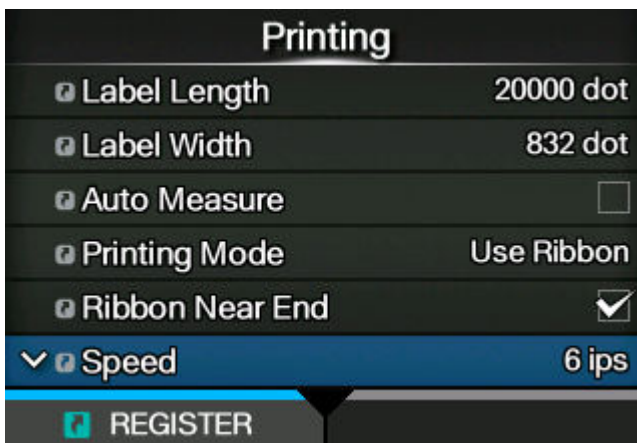 Printing
Label Length 20000 dot
Label Width 832 dot
Auto Measure
Printing Mode Use Ribbon
Ribbon Near End
Speed 6 ips
REGISTER